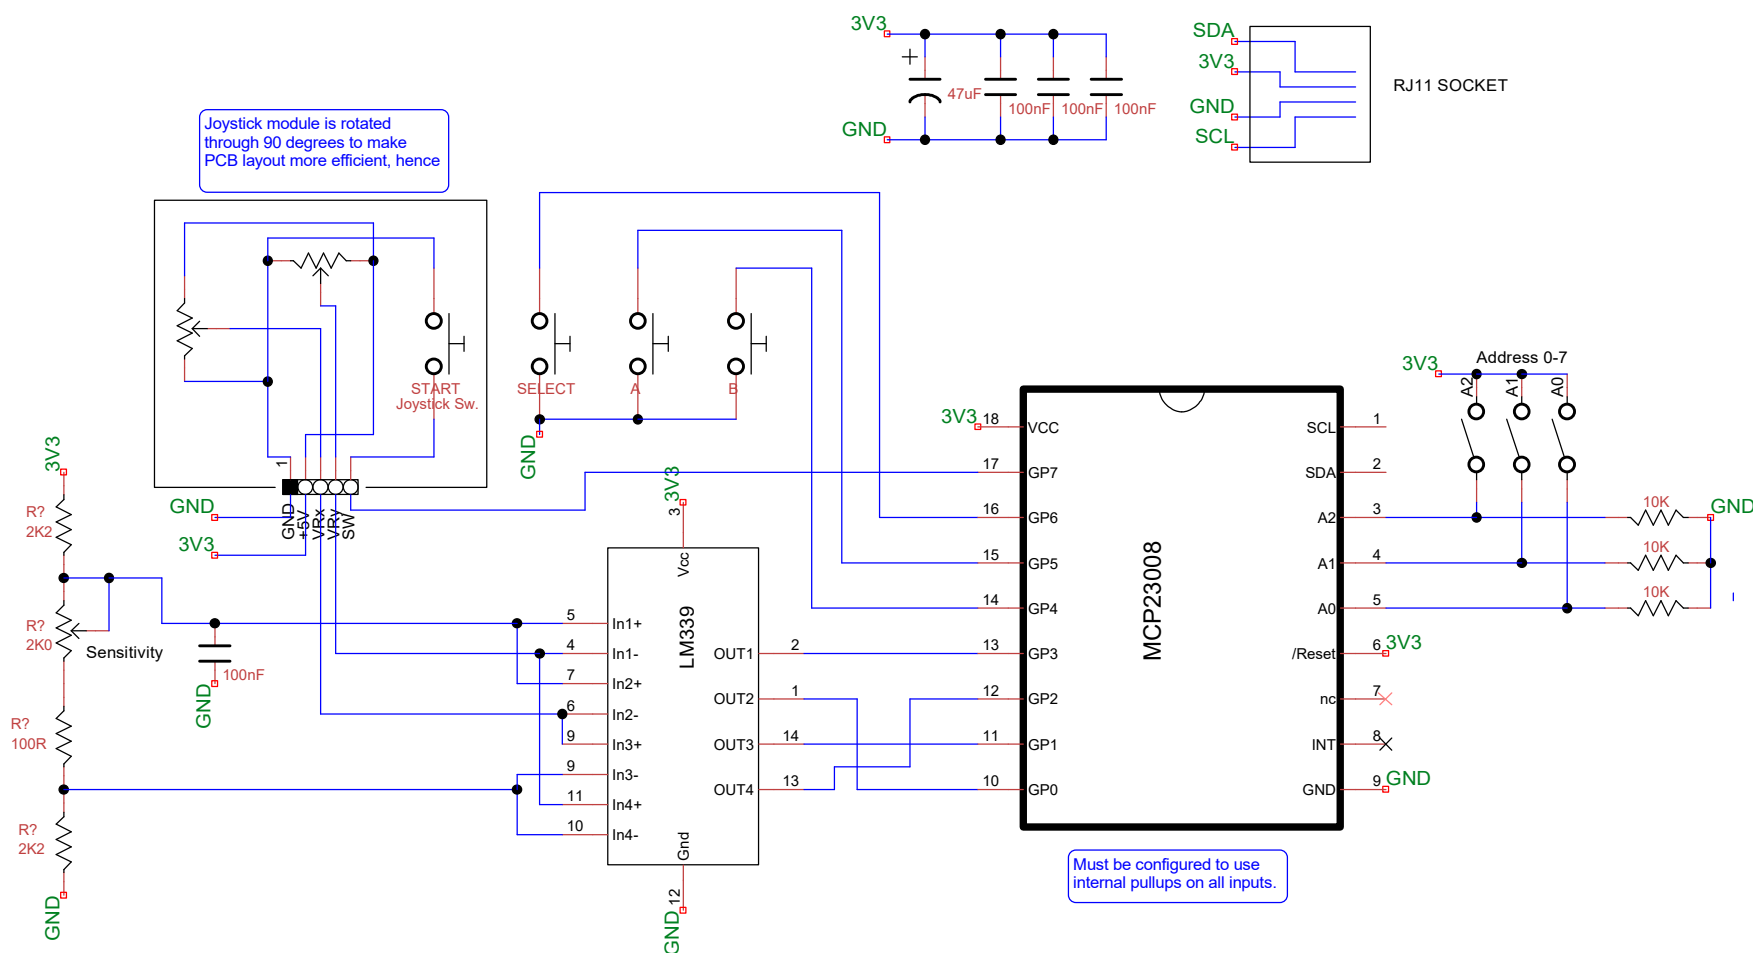 3V3
GND
47uF
100nF
100nF
100nF
SDA
3V3
GND
SCL
RJ11 SOCKET
Joystick module is rotated
through 90 degrees to make
PCB layout more efficient, hence
START
Joystick Sw.
SELECT
A
B
GND
1
GND
+5V
VRx
VRy
SW
GND
3V3
3V3
R?
2K2
R?
2K0
Sensitivity
100nF
GND
R?
100R
R?
2K2
GND
3V3
3
Vcc
LM339
5 In1+
4 In1-
7 In2+
6 In2-
9 In3+
9 In3-
11 In4+
10 In4-
OUT1 2
OUT2 1
OUT3 14
OUT4 13
Gnd
12
GND
MCP23008
3V3 18 VCC
17 GP7
16 GP6
15 GP5
14 GP4
13 GP3
12 GP2
11 GP1
10 GP0
SCL 1
SDA 2
A2 3
A1 4
A0 5
/Reset 6 3V3
nc 7
INT 8
GND 9 GND
Address 0-7
3V3
A2
A1
A0
10K
10K
10K
GND
Must be configured to use
internal pullups on all inputs.